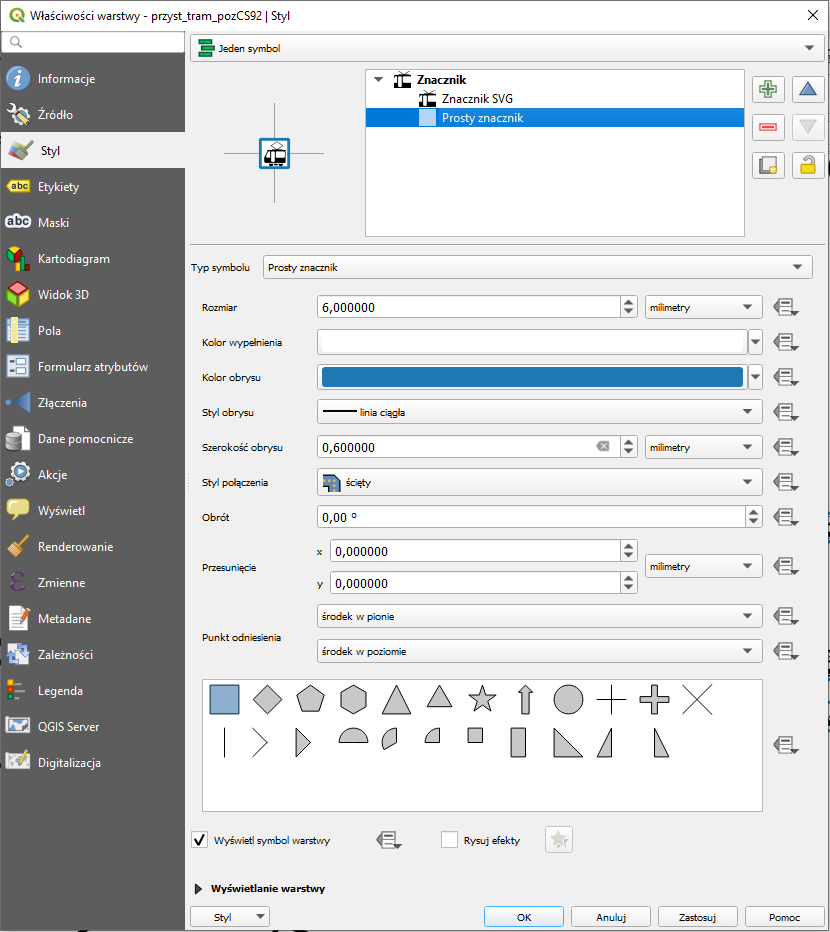 Właściwości warstwy - przyst_tram_pozCS92 | Styl
Jeden symbol
Informacje
Źródło
Styl
abc Etykiety
abc Maski
Kartodiagram
Widok 3D
Pola
Formularz atrybutów
Złączenia
Dane pomocnicze
Akcje
Wyświetl
Renderowanie
Zmienne
Metadane
Zależności
Legenda
QGIS Server
Digitalizacja
Znacznik
Znacznik SVG
Prosty znacznik
Typ symbolu Prosty znacznik
Rozmiar 6,000000 milimetry
Kolor wypełnienia
Kolor obrysu
Styl obrysu linia ciągła
Szerokość obrysu 0,600000 milimetry
Styl połączenia ścięty
Obrót 0,00 °
Przesunięcie x 0,000000 milimetry
y 0,000000
Punkt odniesienia środek w pionie
środek w poziomie
Wyświetl symbol warstwy Rysuj efekty
Wyświetlanie warstwy
Styl OK Anuluj Zastosuj Pomoc